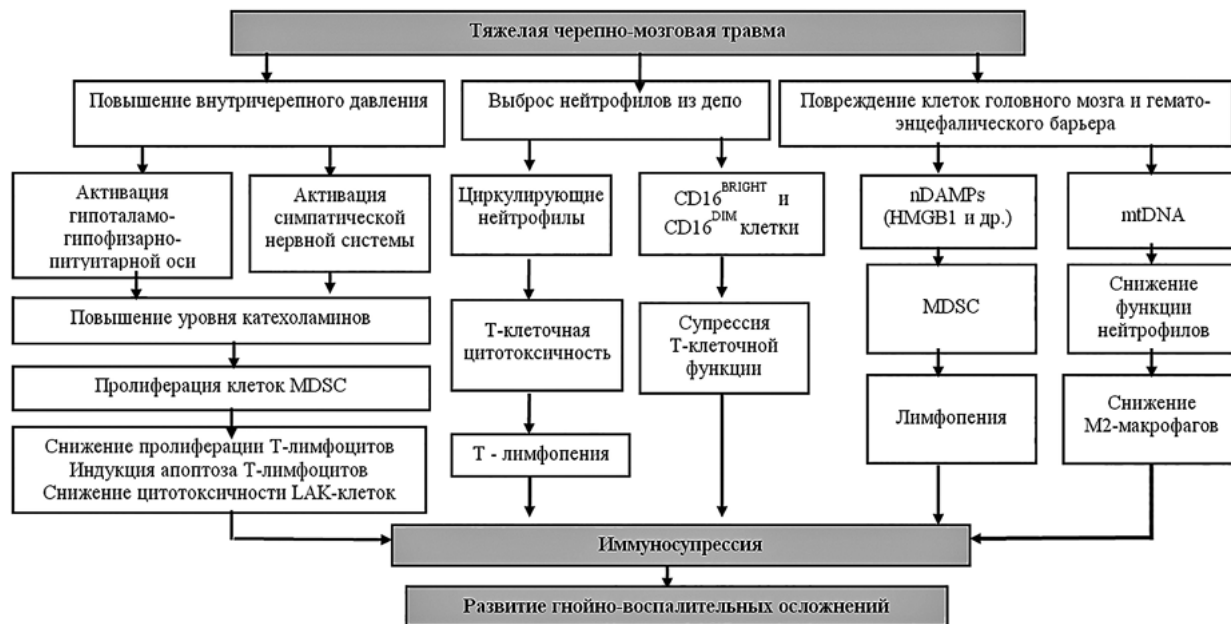 Тяжелая черепно-мозговая травма
Повышение внутричерепного давления
Выброс нейтрофилов из депо
Повреждение клеток головного мозга и гемато-
энцефалического барьера
Активация
гипоталамо-
гипофизарно-
питуитарной оси
Активация
симпатической
нервной системы
Циркулирующие
нейтрофилы
CD16BRIGHT и
CD16DIM клетки
nDAMPs
(HMGB1 и др.)
mtDNA
Повышение уровня катехоламинов
Т-клеточная
цитотоксичность
Супрессия
Т-клеточной
функции
MDSC
Снижение
функции
нейтрофилов
Пролиферация клеток MDSC
Снижение пролиферации Т-лимфоцитов
Индукция апоптоза Т-лимфоцитов
Снижение цитотоксичности LAK-клеток
Т - лимфопения
Лимфопения
Снижение
М2-макрофагов
Иммуносупрессия
Развитие гнойно-воспалительных осложнений